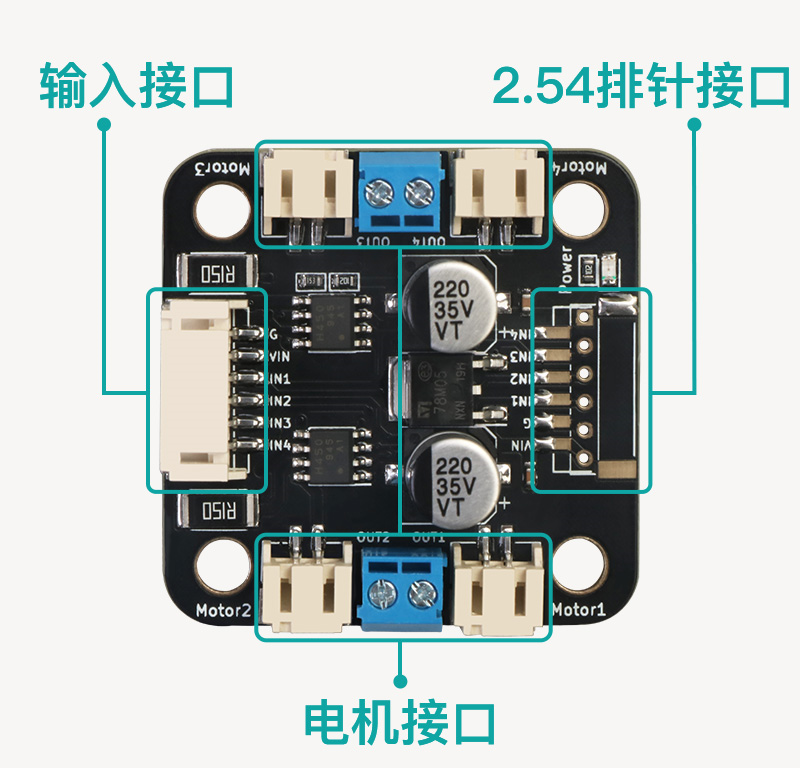 输入接口
2.54排针接口
Motor3
Motor4
OUT3
OUT4
Power
R150
220
35V
VT
G
VIN
IN1
IN2
IN3
IN4
IN4
IN3
IN2
IN1
G
VIN
78M05
220
35V
VT
R150
OUT2
OUT1
Motor2
Motor1
电机接口